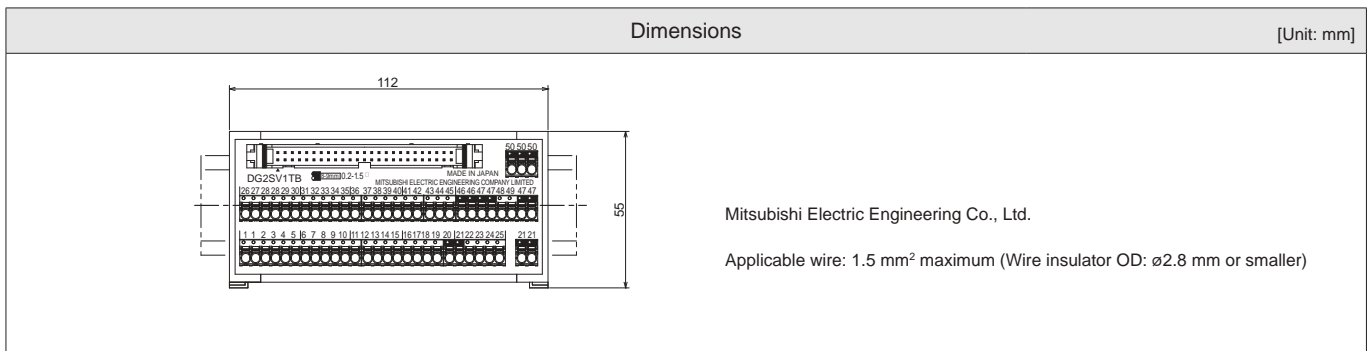 Dimensions
[Unit: mm]
112
50 50 50
DG2SV1TB
0.2-1.5
MADE IN JAPAN
MITSUBISHI ELECTRIC ENGINEERING COMPANY LIMITED
26 27 28 28 29 30 31 32 33 34 35 36 37 38 39 40 41 42 43 44 45 46 46 47 47 48 49 47 47
1 1 2 3 4 5 6 7 8 9 10 11 12 13 14 15 16 17 18 19 20 21 22 23 24 25 21 21
55
Mitsubishi Electric Engineering Co., Ltd.
Applicable wire: 1.5 mm² maximum (Wire insulator OD: ø2.8 mm or smaller)